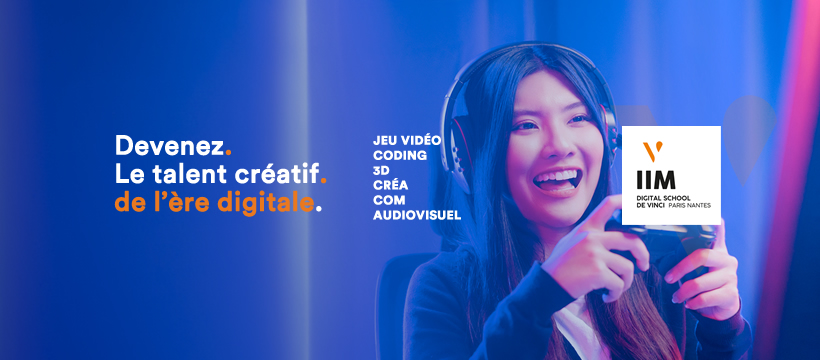 Devenez.
Le talent créatif.
de l'ère digitale.
JEU VIDÉO
CODING
3D
CRÉA
COM
AUDIOVISUEL
IIM
DIGITAL SCHOOL
DE VINCI PARIS NANTES